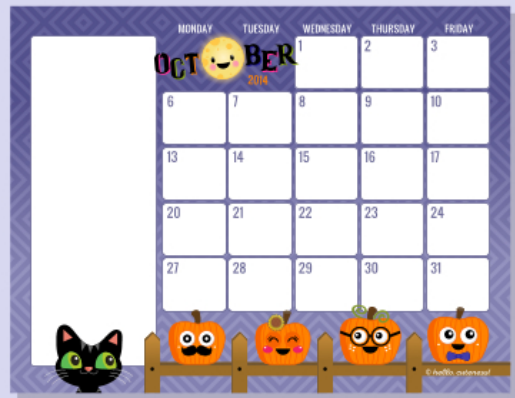 MONDAY TUESDAY WEDNESDAY THURSDAY FRIDAY
OCTOBER
2014
1 2 3
6 7 8 9 10
13 14 15 16 17
20 21 22 23 24
27 28 29 30 31